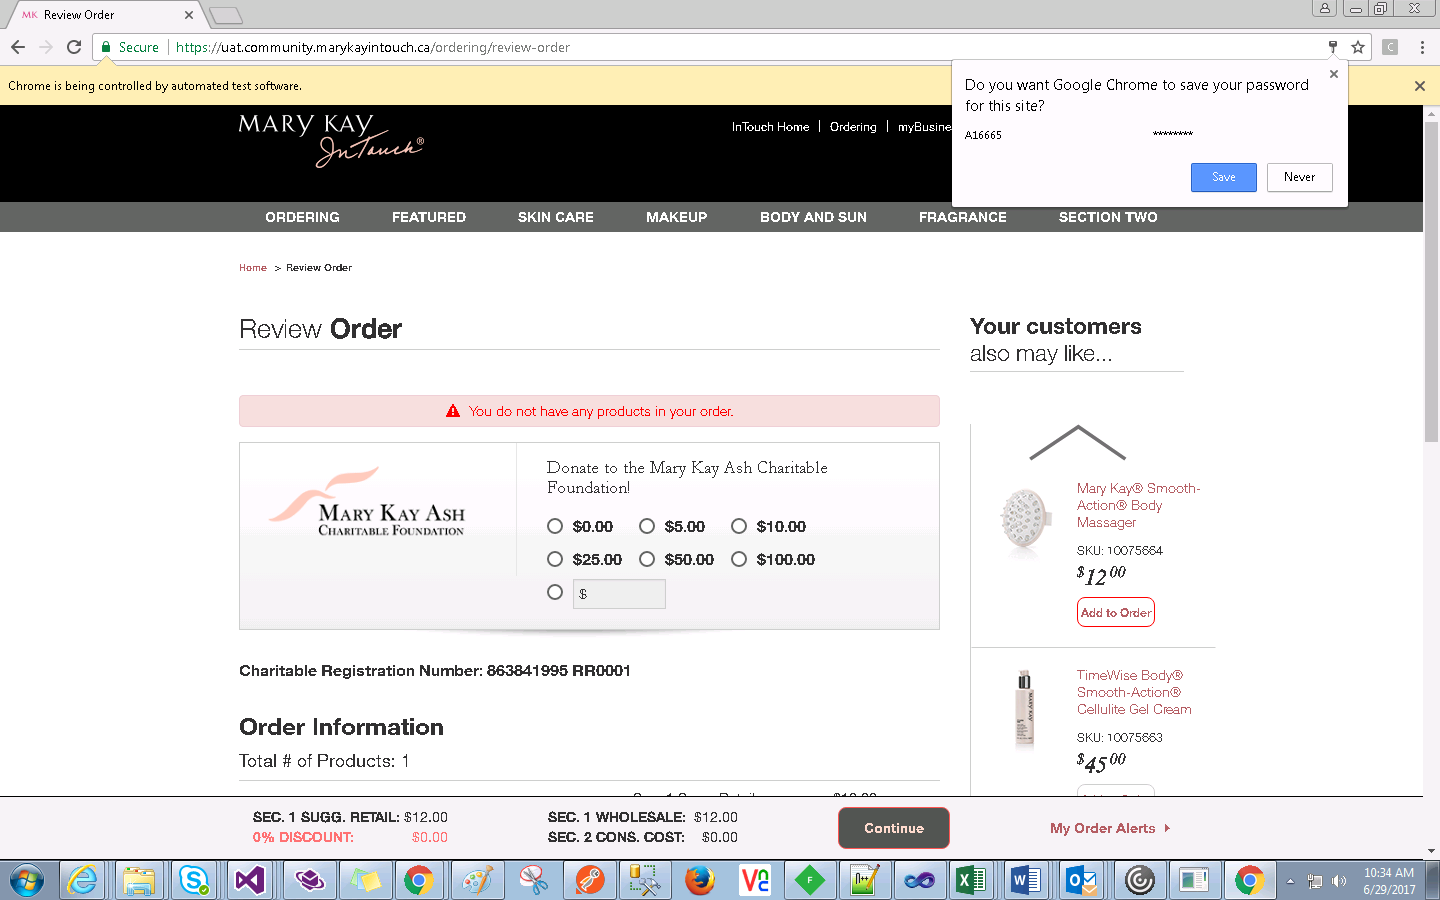 MK Review Order
Secure https://uat.community.marykayintouch.ca/ordering/review-order
Chrome is being controlled by automated test software.
Do you want Google Chrome to save your password
for this site?
A16665 ********
Save Never
MARY KAY
InTouch®
InTouch Home Ordering myBusine
ORDERING FEATURED SKIN CARE MAKEUP BODY AND SUN FRAGRANCE SECTION TWO
Home > Review Order
Review Order
You do not have any products in your order.
MARY KAY ASH
CHARITABLE FOUNDATION
Donate to the Mary Kay Ash Charitable
Foundation!
$0.00 $5.00 $10.00
$25.00 $50.00 $100.00
$
Charitable Registration Number: 863841995 RR0001
Order Information
Total # of Products: 1
Your customers
also may like...
Mary Kay® Smooth-
Action® Body
Massager
SKU: 10075664
$12 00
Add to Order
TimeWise Body®
Smooth-Action®
Cellulite Gel Cream
SKU: 10075663
$45 00
SEC. 1 SUGG. RETAIL: $12.00
0% DISCOUNT: $0.00
SEC. 1 WHOLESALE: $12.00
SEC. 2 CONS. COST: $0.00
Continue
My Order Alerts
10:34 AM
6/29/2017